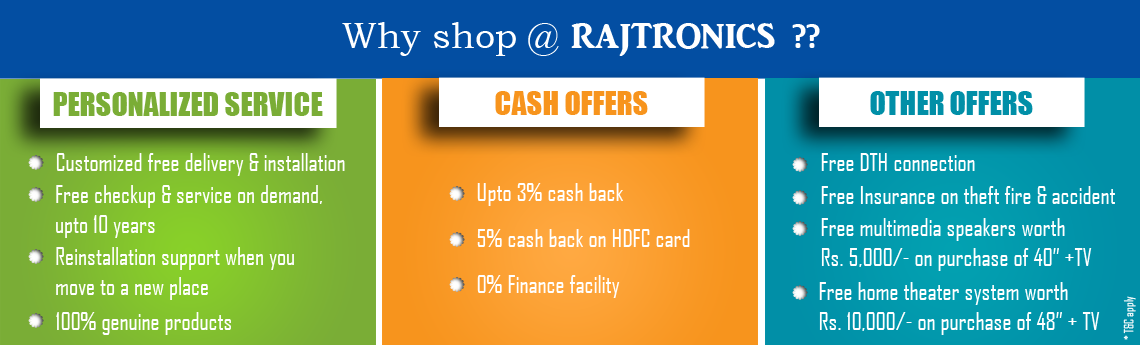 Why shop @ RAJTRONICS ??
PERSONALIZED SERVICE
Customized free delivery & installation
Free checkup & service on demand,
upto 10 years
Reinstallation support when you
move to a new place
100% genuine products
CASH OFFERS
Upto 3% cash back
5% cash back on HDFC card
0% Finance facility
OTHER OFFERS
Free DTH connection
Free Insurance on theft fire & accident
Free multimedia speakers worth
Rs. 5,000/- on purchase of 40" +TV
Free home theater system worth
Rs. 10,000/- on purchase of 48" + TV
* T&C apply